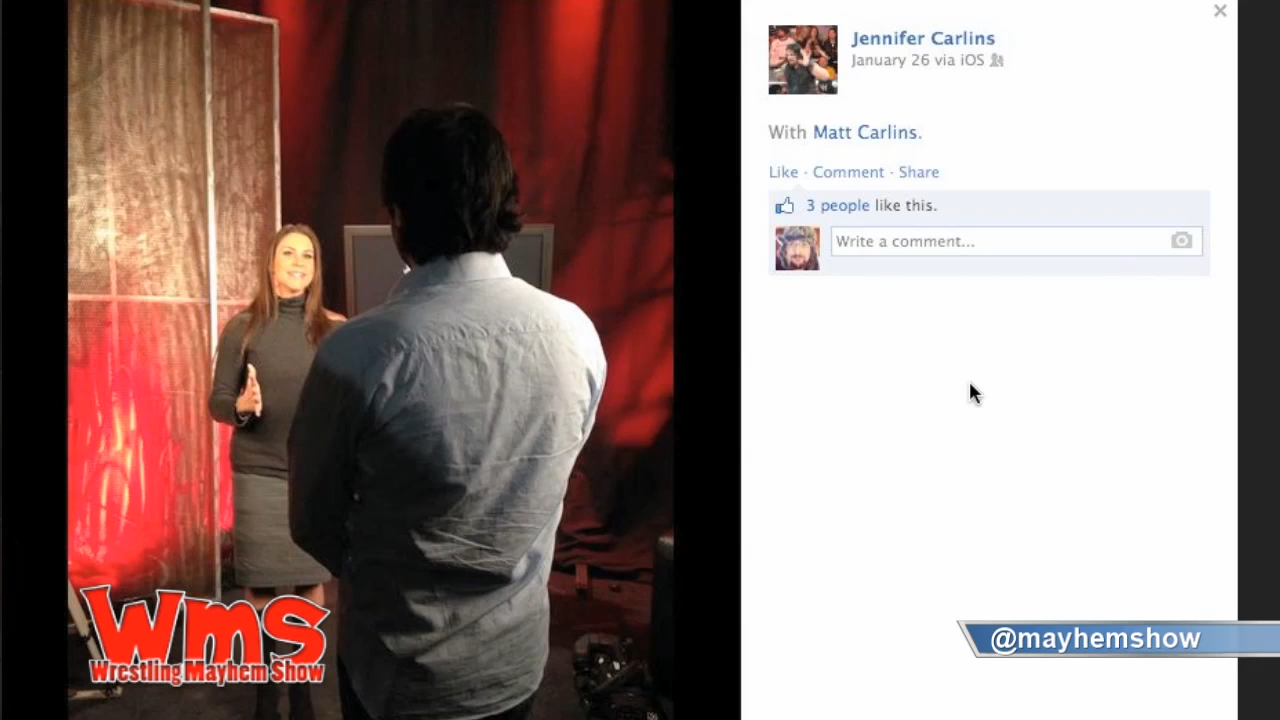 Jennifer Carlins
January 26 via iOS
With Matt Carlins.
Like · Comment · Share
3 people like this.
Write a comment...
@mayhemshow
WmS
Wrestling Mayhem Show